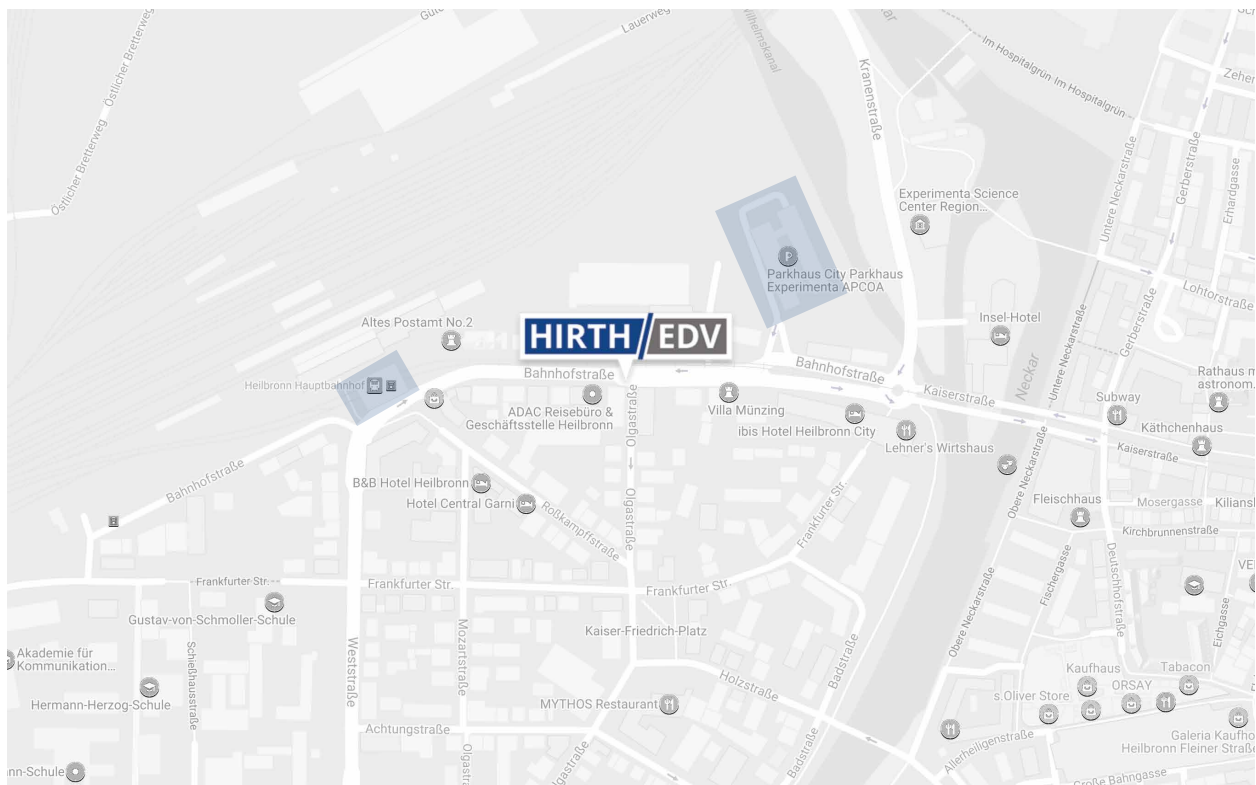 Güte
Lauerweg
Wilhelmskanal
Kranenstraße
Im Hospitalgrün
Im Hospitalgrün
Zehen
Östlicher Bretterweg
Östlicher Bretterweg
Untere Neckarstraße
Gerberstraße
Erhardgasse
Experimenta Science
Center Region...
P
Parkhaus City Parkhaus
Experimenta APCOA
Lohtorstraße
Gerberstraße
Untere Neckarstraße
Insel-Hotel
Neckar
Altes Postamt No.2
HIRTH/EDV
Heilbronn Hauptbahnhof
Bahnhofstraße
Bahnhofstraße
Kaiserstraße
Rathaus m
astronom.
ADAC Reisebüro &
Geschäftsstelle Heilbronn
Olgastraße
Villa Münzing
ibis Hotel Heilbronn City
Lehner's Wirtshaus
Subway
Käthchenhaus
Kaiserstraße
Bahnhofstraße
B&B Hotel Heilbronn
Hotel Central Garni
Roßkampffstraße
Olgastraße
Frankfurter Str.
Obere Neckarstraße
Fleischhaus
Mosergasse
Kiliansk
Kirchbrunnenstraße
Frankfurter Str.
Frankfurter Str.
Frankfurter Str.
Fischergasse
Deutschhofstraße
VE
Gustav-von-Schmoller-Schule
Kaiser-Friedrich-Platz
Obere Neckarstraße
Eichgasse
Akademie für
Kommunikation...
Schießhausstraße
Weststraße
Mozartstraße
Badstraße
Holzstraße
Hermann-Herzog-Schule
MYTHOS Restaurant
Kaufhaus
Tabacon
s.Oliver Store
ORSAY
Achtungstraße
Olgastraße
Badstraße
Allerheiligenstraße
Galeria Kaufho
Heilbronn Fleiner Straße
nn-Schule
Olgastr
Große Bahngasse